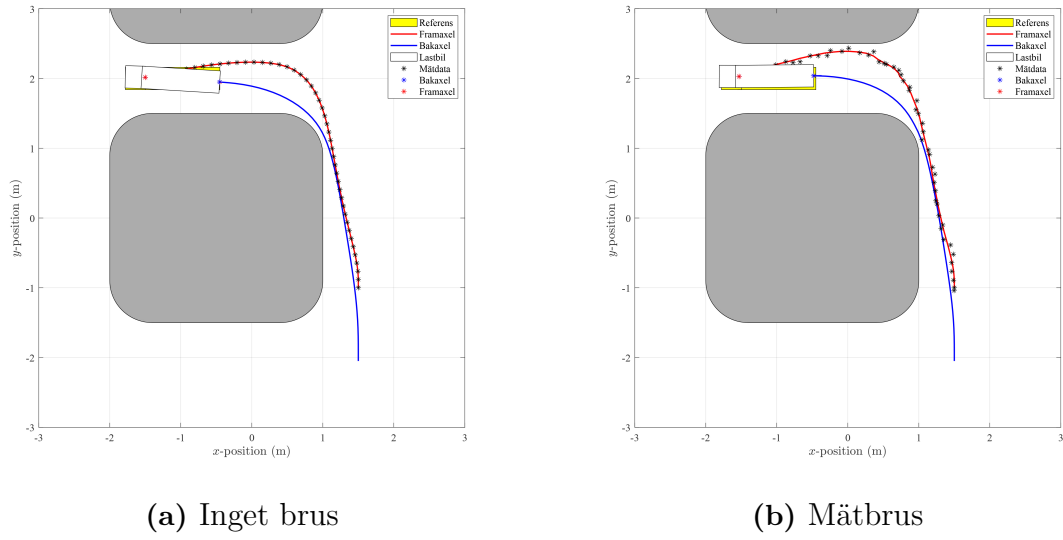 3
2
1
0
-1
-2
-3
-3
-2
-1
0
1
2
3
x-position (m)
y-position (m)
Referens
Framaxel
Bakaxel
Lastbil
Mätdata
Bakaxel
Framaxel
(a) Inget brus
3
2
1
0
-1
-2
-3
-3
-2
-1
0
1
2
3
x-position (m)
y-position (m)
Referens
Framaxel
Bakaxel
Lastbil
Mätdata
Bakaxel
Framaxel
(b) Mätbrus